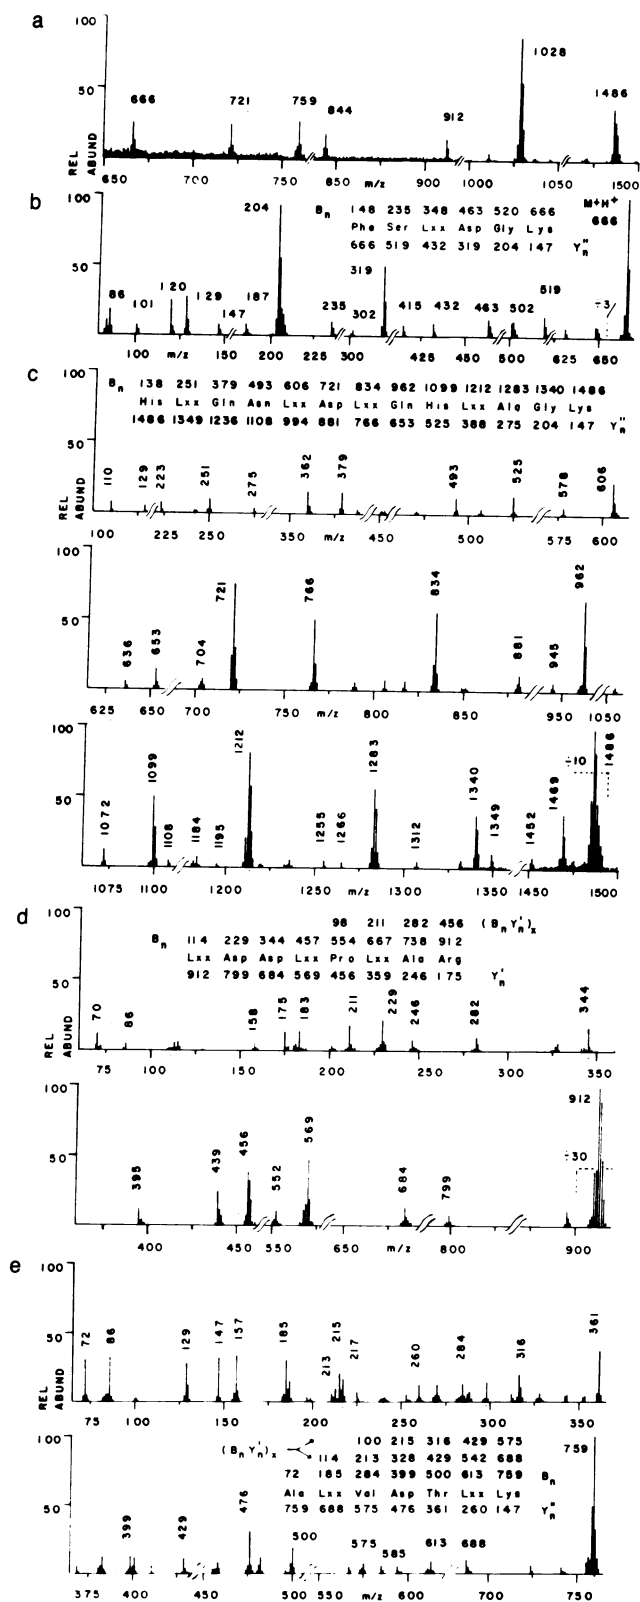 a
100
50
REL
ABUND
666 721 759 844 912 1028 1486
650 700 750 850 m/z 900 1000 1050 1500
b
100
50
204
Bn 148 235 348 463 520 666 M+H+
Phe Ser Lxx Asp Gly Lys 666
666 519 432 319 204 147 Yn"
319
86 101 120 129 147 187 235 302 415 432 463 502 519 ÷3
100 m/z 150 200 225 300 425 450 500 625 650
c
100
Bn 138 251 379 493 606 721 834 962 1099 1212 1283 1340 1486
His Lxx Gln Asn Lxx Asp Lxx Gln His Lxx Ala Gly Lys
1486 1349 1236 1108 994 881 766 653 525 388 275 204 147 Yn"
50
REL
ABUND
110 129 223 251 275 362 379 493 525 578 606
100 225 250 350 m/z 450 500 575 600
100
50
636 653 704 721 766 834 881 945 962
625 650 700 750 m/z 800 850 950 1050
100
50
1072 1099 1108 1184 1195 1212 1255 1266 1283 1312 1340 1349 1452 1469 ÷10 1486
1075 1100 1200 1250 m/z 1300 1350 1450 1500
d
100
98 211 282 456 (BnYn')x
Bn 114 229 344 457 554 667 738 912
Lxx Asp Asp Lxx Pro Lxx Ala Arg
912 799 684 569 456 359 246 175 Yn'
50
REL
ABUND
70 86 158 175 183 211 229 246 282 344
75 100 150 200 250 300 350
100
50
395 439 456 552 569 684 799 ÷30 912
400 450 550 650 m/z 800 900
e
100
50
REL
ABUND
72 86 129 147 157 185 213 215 217 260 284 316 361
75 100 150 200 250 300 350
100
50
(BnYn')x 100 215 316 429 575
114 213 328 429 542 688
72 185 284 399 500 613 759 Bn
Ala Lxx Val Asp Thr Lxx Lys
759 688 575 476 361 260 147 Yn"
759
399 429 476 500 575 585 613 688
375 400 450 500 550 m/z 600 700 750